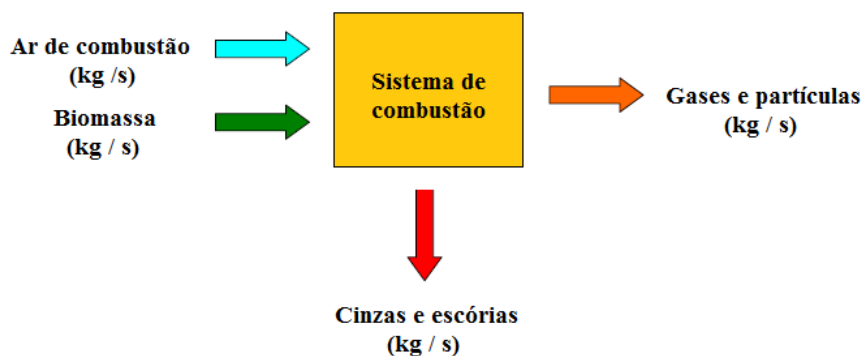 Ar de combustão
(kg /s)
Biomassa
(kg / s)
Sistema de
combustão
Gases e partículas
(kg / s)
Cinzas e escórias
(kg / s)